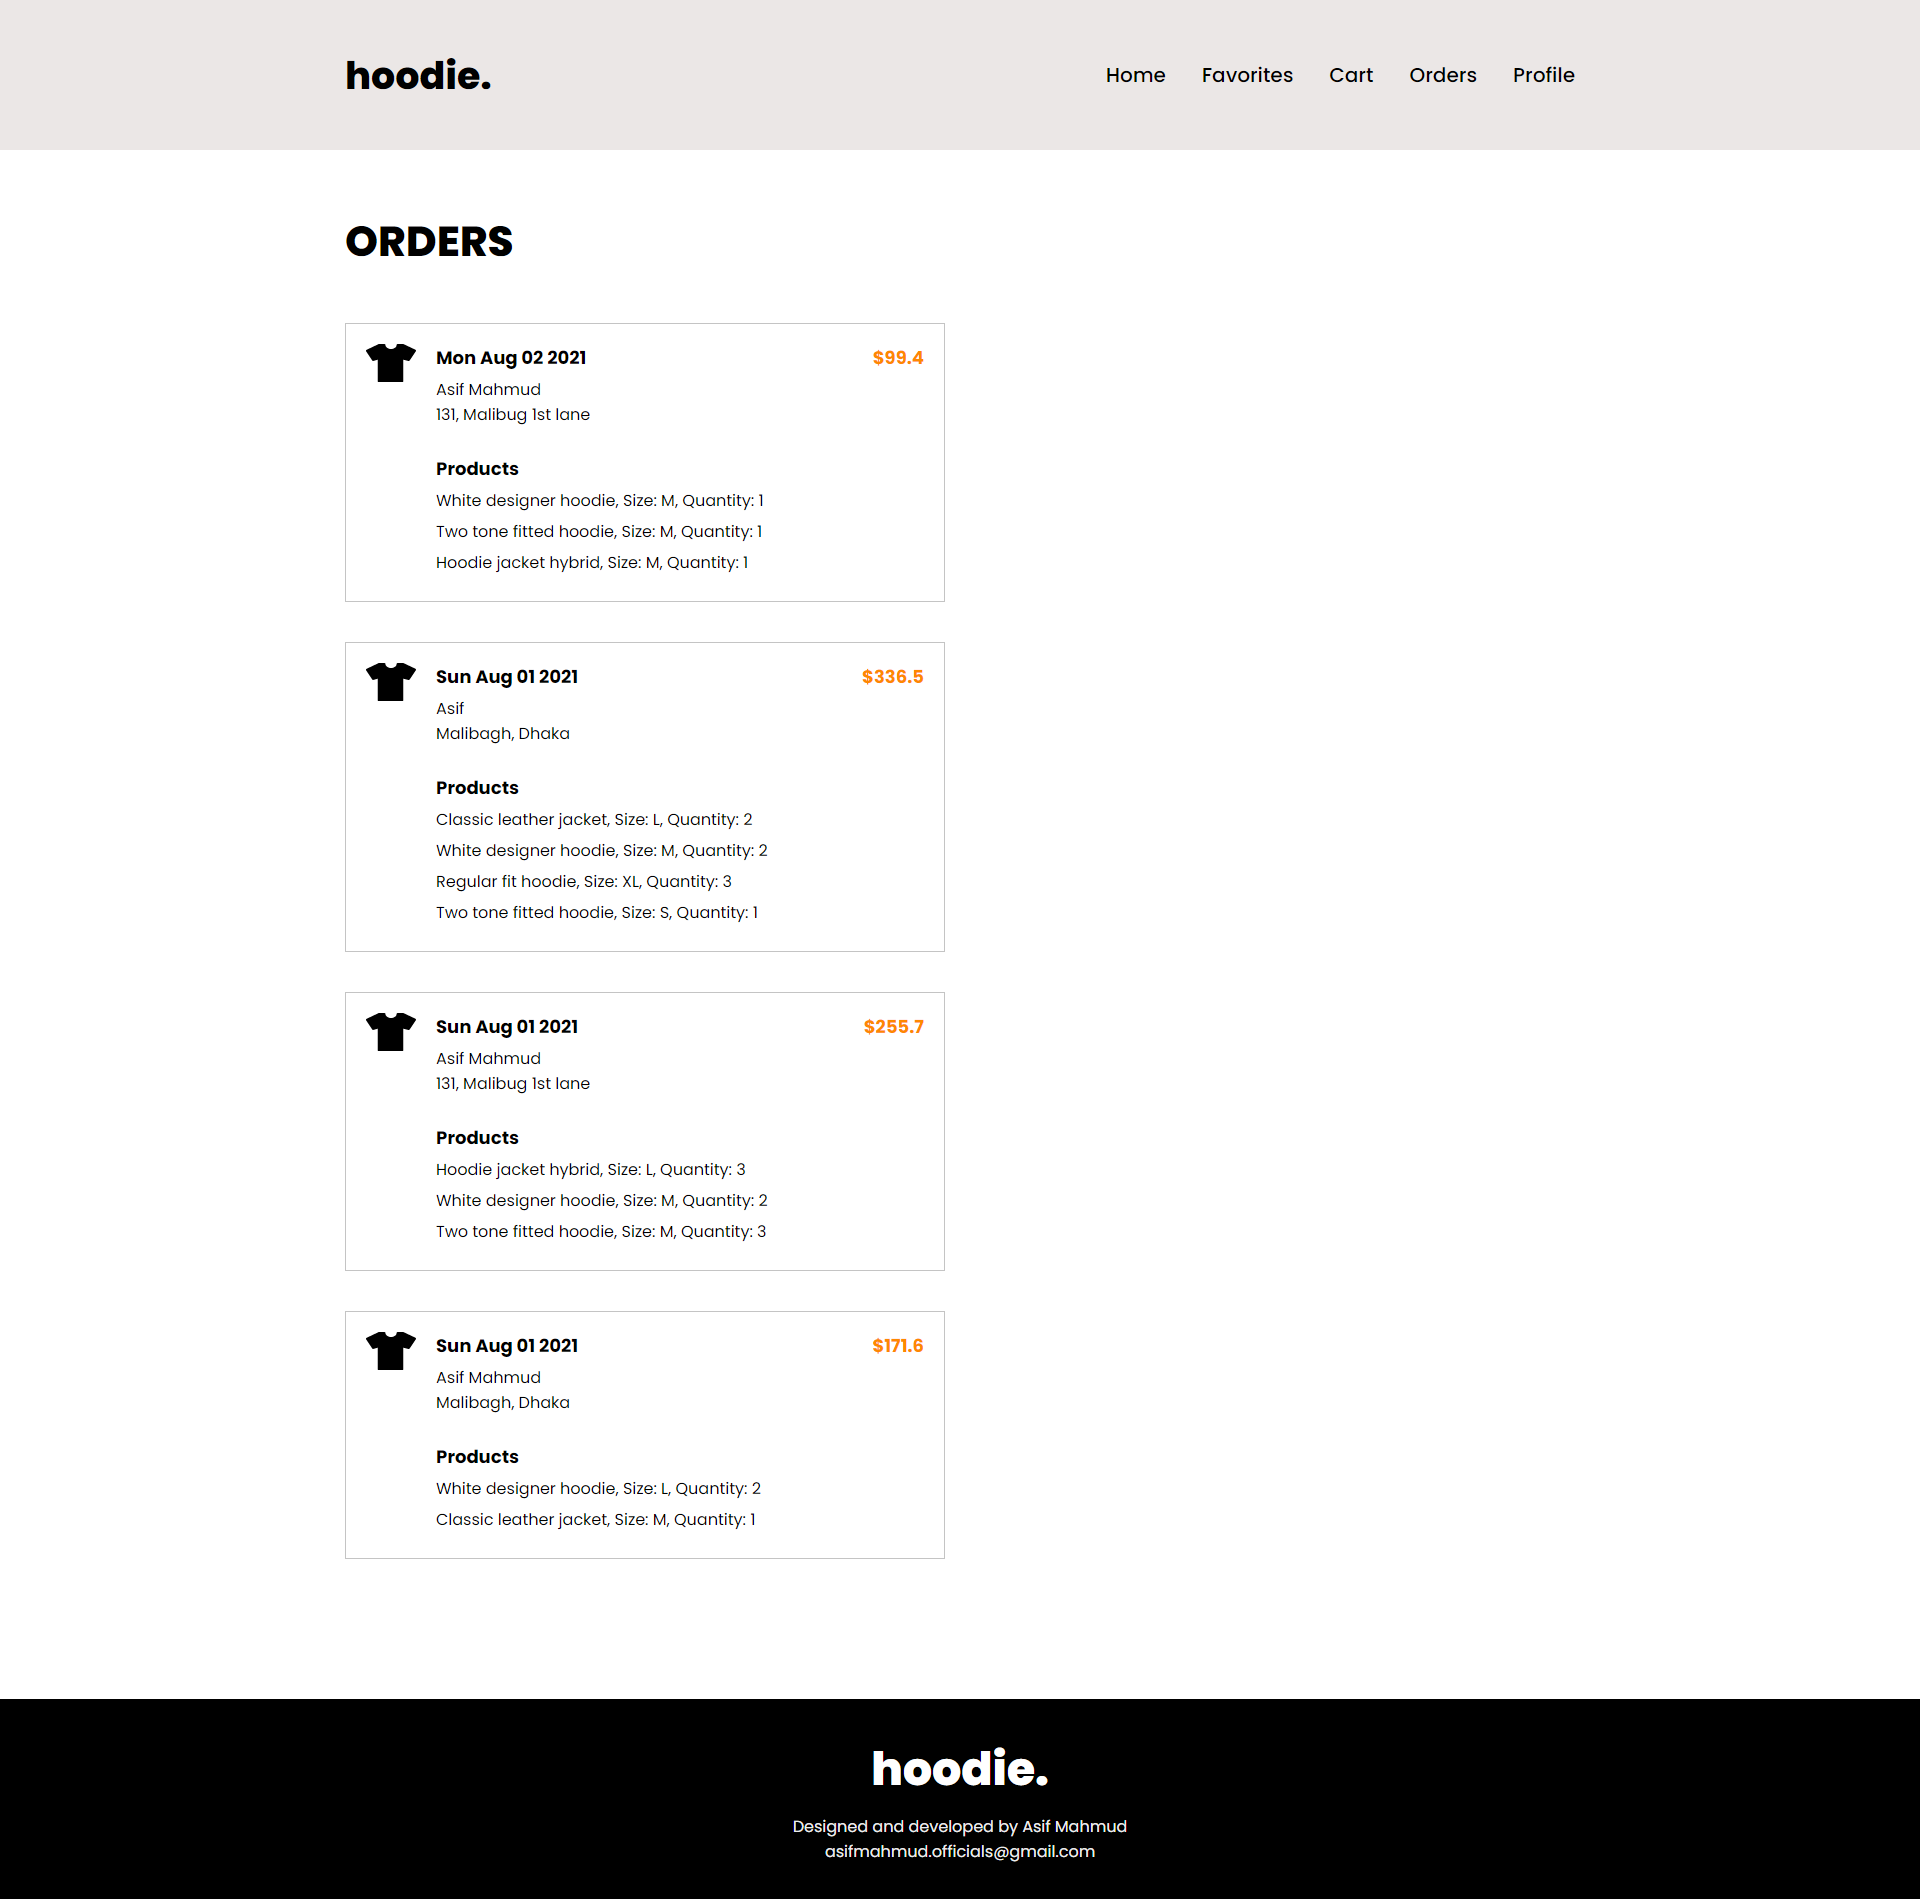 hoodie.
Home Favorites Cart Orders Profile
ORDERS
Mon Aug 02 2021 $99.4
Asif Mahmud
131, Malibug 1st lane
Products
White designer hoodie, Size: M, Quantity: 1
Two tone fitted hoodie, Size: M, Quantity: 1
Hoodie jacket hybrid, Size: M, Quantity: 1
Sun Aug 01 2021 $336.5
Asif
Malibagh, Dhaka
Products
Classic leather jacket, Size: L, Quantity: 2
White designer hoodie, Size: M, Quantity: 2
Regular fit hoodie, Size: XL, Quantity: 3
Two tone fitted hoodie, Size: S, Quantity: 1
Sun Aug 01 2021 $255.7
Asif Mahmud
131, Malibug 1st lane
Products
Hoodie jacket hybrid, Size: L, Quantity: 3
White designer hoodie, Size: M, Quantity: 2
Two tone fitted hoodie, Size: M, Quantity: 3
Sun Aug 01 2021 $171.6
Asif Mahmud
Malibagh, Dhaka
Products
White designer hoodie, Size: L, Quantity: 2
Classic leather jacket, Size: M, Quantity: 1
hoodie.
Designed and developed by Asif Mahmud
asifmahmud.officials@gmail.com